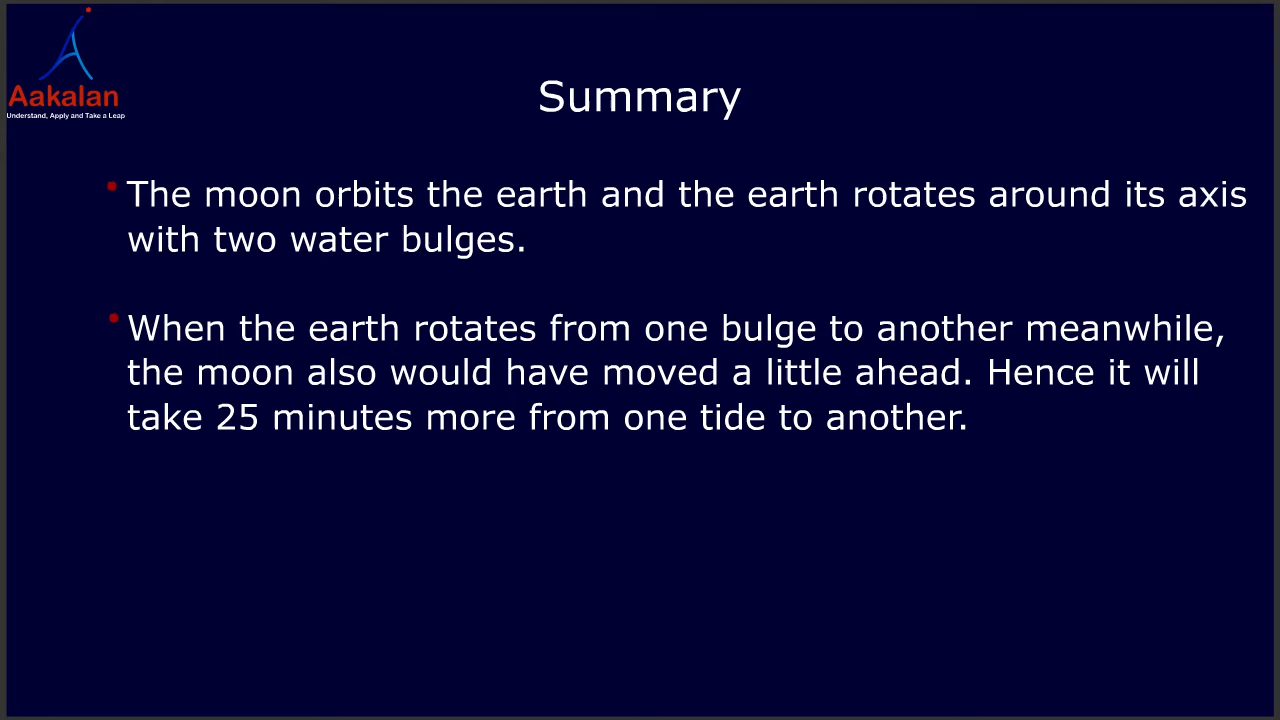 Aakalan
Understand, Apply and Take a Leap
Summary
The moon orbits the earth and the earth rotates around its axis
with two water bulges.
When the earth rotates from one bulge to another meanwhile,
the moon also would have moved a little ahead. Hence it will
take 25 minutes more from one tide to another.